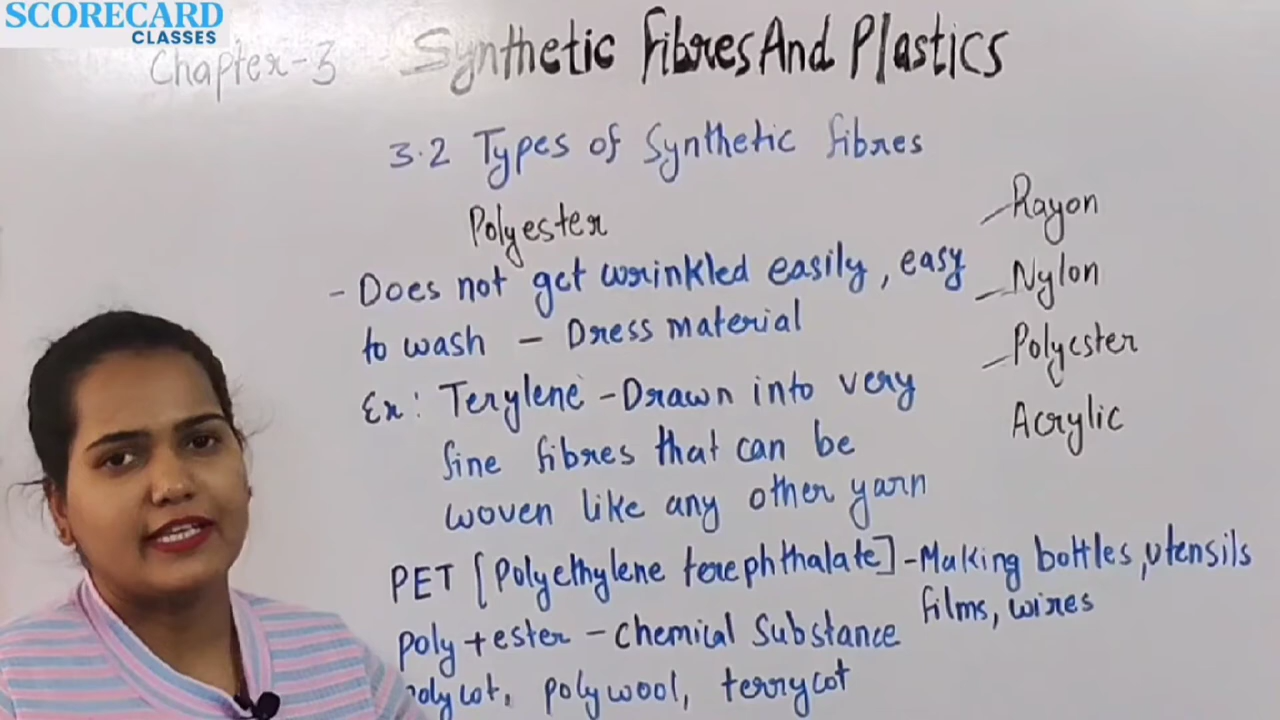 SCORECARD
CLASSES
Chapter-3 Synthetic Fibres And Plastics
3.2 Types of Synthetic fibres
Polyester
- Does not get wrinkled easily, easy
to wash - Dress material
Ex: Terylene - Drawn into very
fine fibres that can be
woven like any other yarn
PET [Polyethylene terephthalate] - Making bottles, utensils
films, wires
Poly + ester - Chemical Substance
polycot, polywool, terrycot
Rayon
Nylon
Polyester
Acrylic